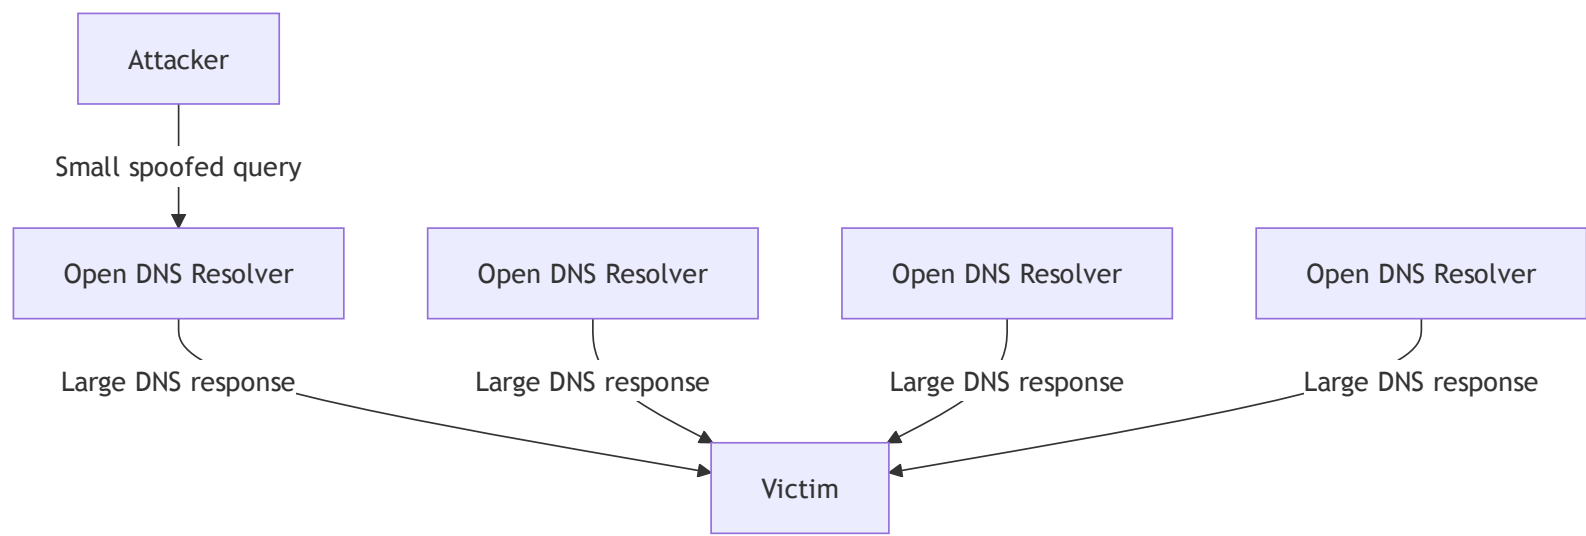 Attacker
Small spoofed query
Open DNS Resolver
Open DNS Resolver
Open DNS Resolver
Open DNS Resolver
Large DNS response
Large DNS response
Large DNS response
Large DNS response
Victim